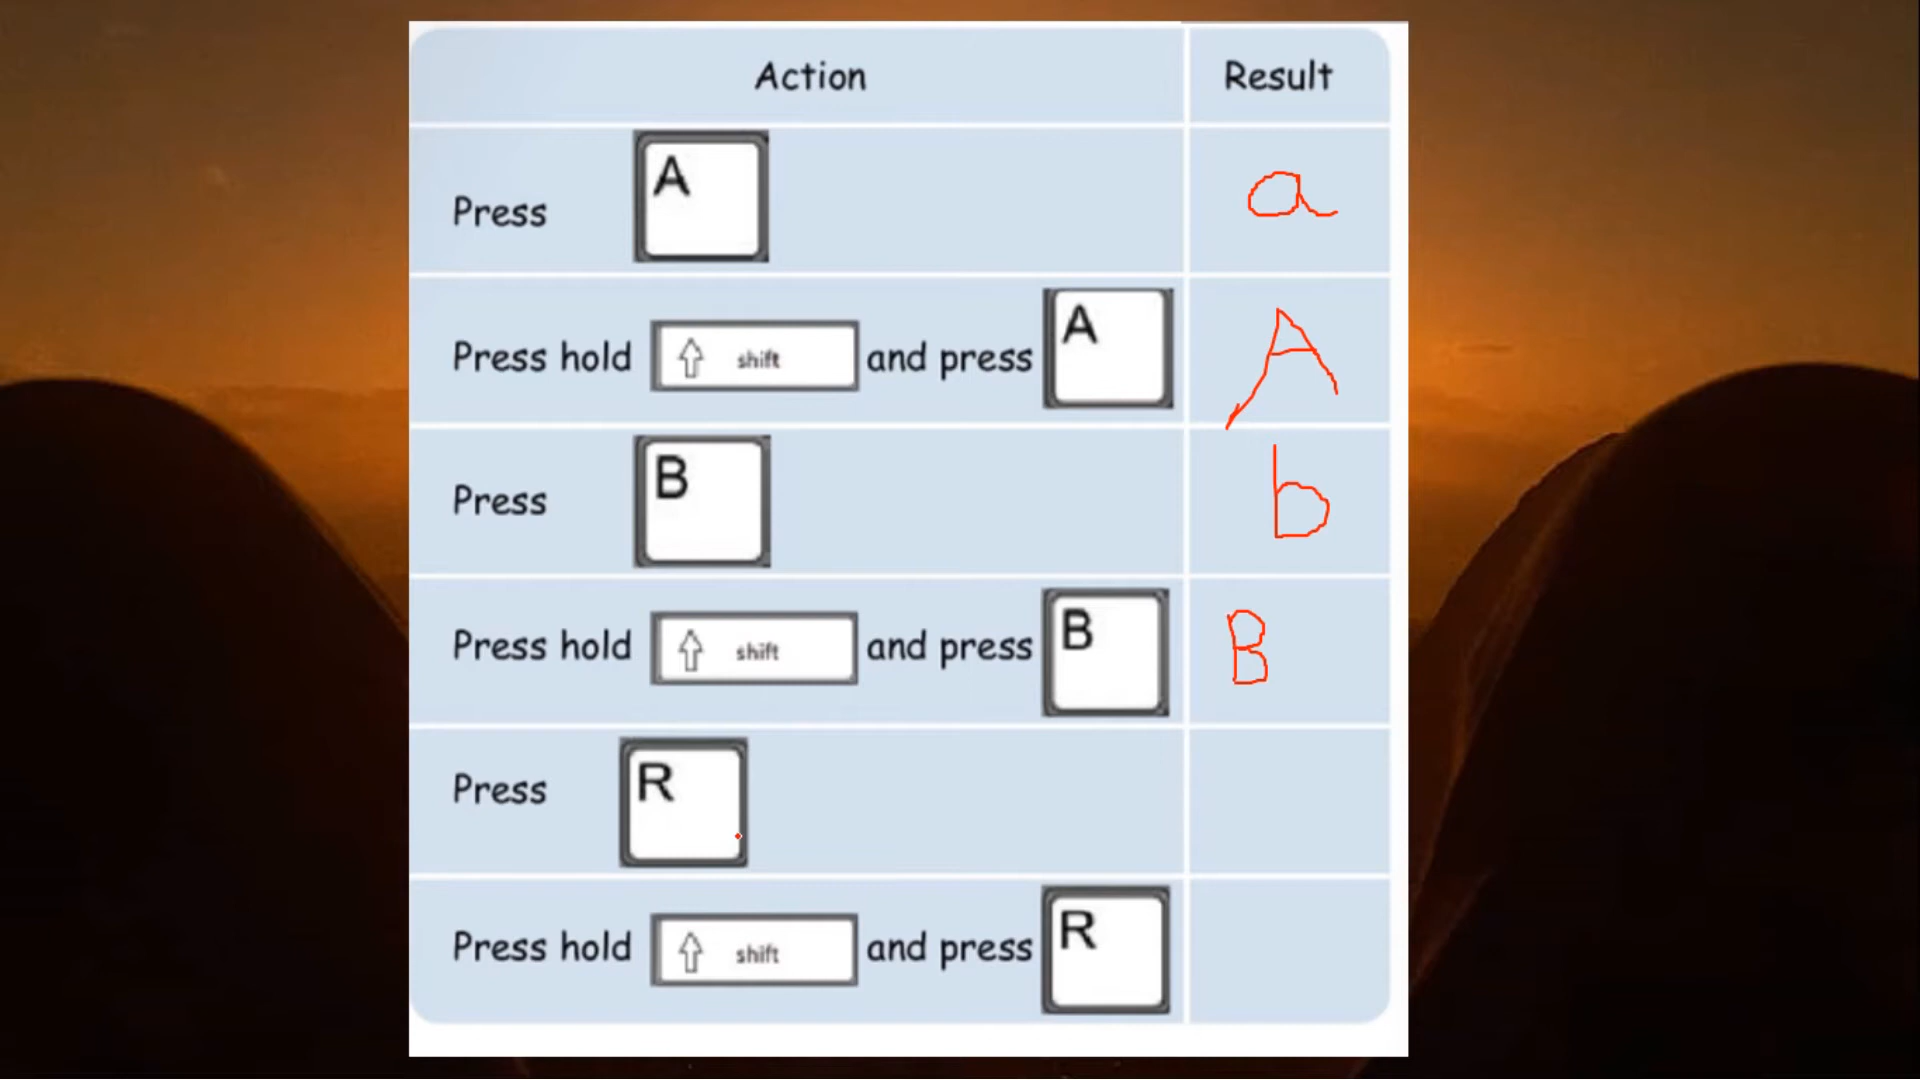 Action Result
Press A a
Press hold shift and press A A
Press B b
Press hold shift and press B B
Press R
Press hold shift and press R